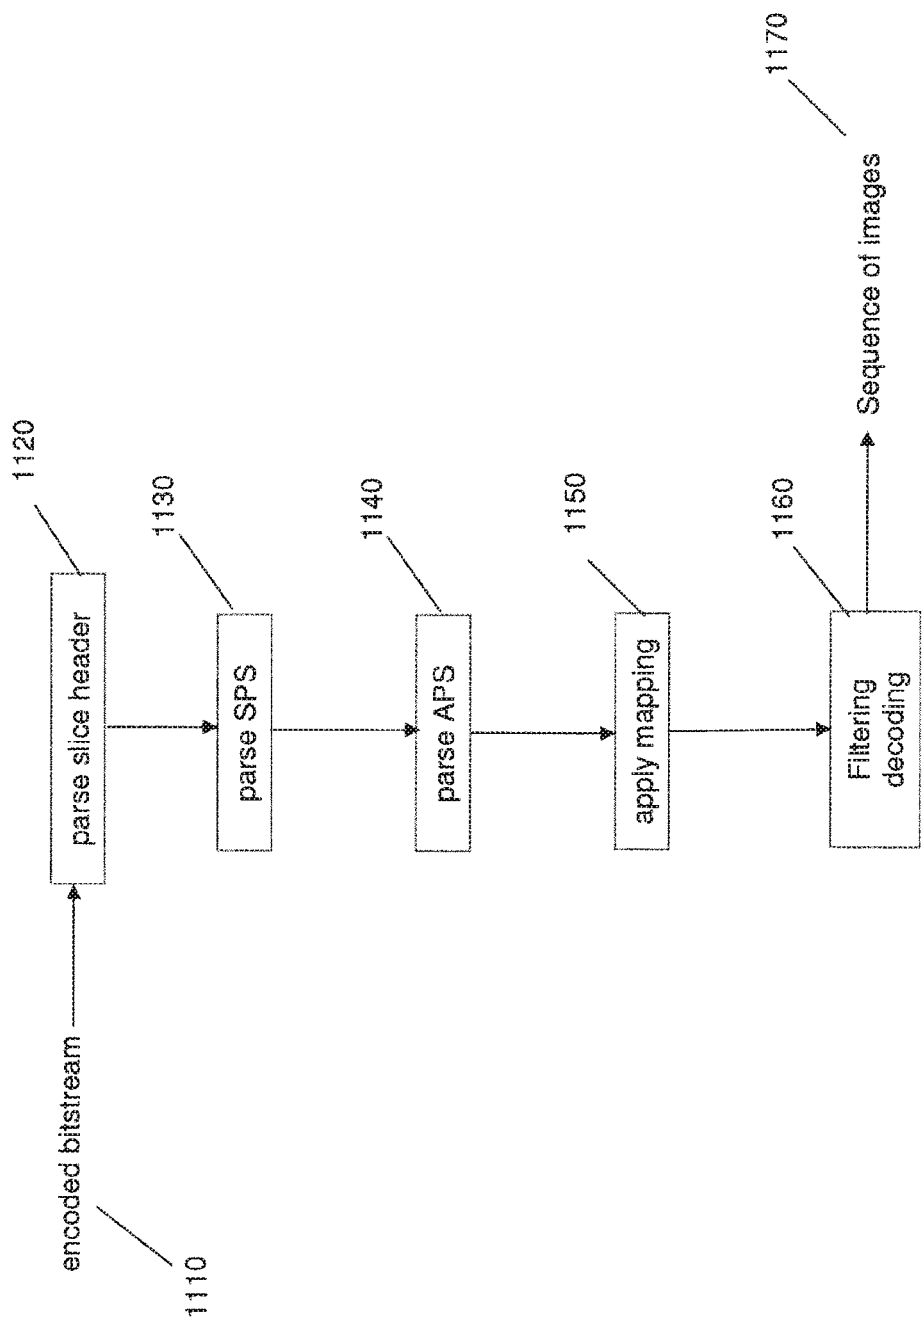 encoded bitstream
1110
parse slice header
1120
parse SPS
1130
parse APS
1140
apply mapping
1150
Filtering
decoding
1160
Sequence of images
1170